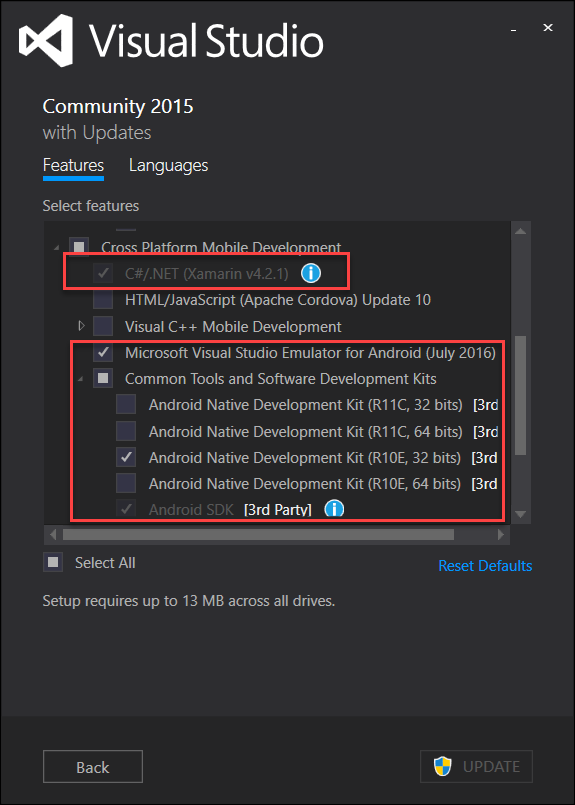 Visual Studio
Community 2015
with Updates
Features Languages
Select features
Cross Platform Mobile Development
C#/.NET (Xamarin v4.2.1)
HTML/JavaScript (Apache Cordova) Update 10
Visual C++ Mobile Development
Microsoft Visual Studio Emulator for Android (July 2016)
Common Tools and Software Development Kits
Android Native Development Kit (R11C, 32 bits) [3rd
Android Native Development Kit (R11C, 64 bits) [3rd
Android Native Development Kit (R10E, 32 bits) [3rd
Android Native Development Kit (R10E, 64 bits) [3rd
Android SDK [3rd Party]
Select All
Reset Defaults
Setup requires up to 13 MB across all drives.
Back
UPDATE